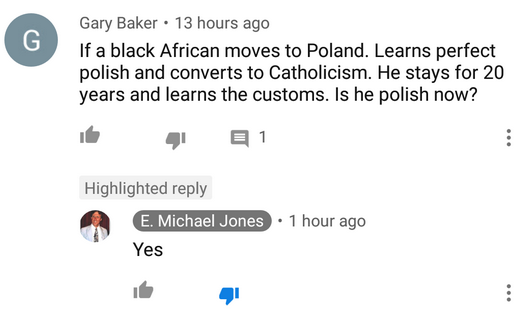 G
Gary Baker • 13 hours ago
If a black African moves to Poland. Learns perfect
polish and converts to Catholicism. He stays for 20
years and learns the customs. Is he polish now?
1
Highlighted reply
E. Michael Jones • 1 hour ago
Yes